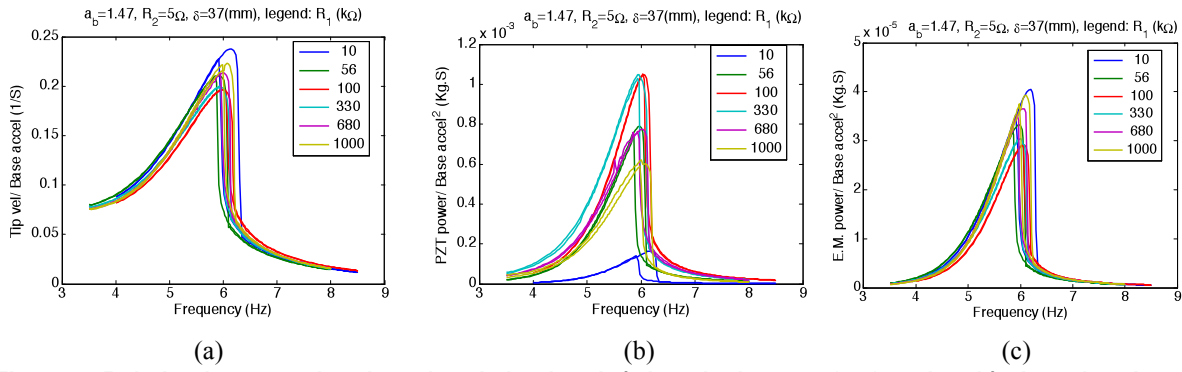 a_b=1.47, R_2=5Ω, δ=37(mm), legend: R_1 (kΩ)
0.25
0.2
0.15
0.1
0.05
0
3 4 5 6 7 8 9
Tip vel/ Base accel (1/S)
Frequency (Hz)
10
56
100
330
680
1000
(a)
x 10^-3
a_b=1.47, R_2=5Ω, δ=37(mm), legend: R_1 (kΩ)
1.2
1.0
0.8
0.6
0.4
0.2
0
3 4 5 6 7 8 9
PZT power/ Base accel^2 (Kg.S)
Frequency (Hz)
10
56
100
330
680
1000
(b)
x 10^-5
a_b=1.47, R_2=5Ω, δ=37(mm), legend: R_1 (kΩ)
5
4
3
2
1
0
3 4 5 6 7 8 9
E.M. power/ Base accel^2 (Kg.S)
Frequency (Hz)
10
56
100
330
680
1000
(c)